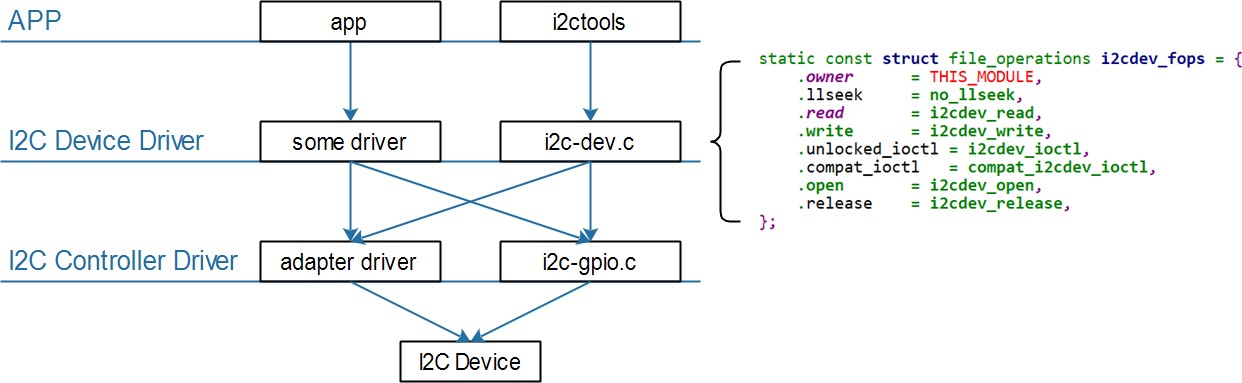 APP
app
i2ctools
I2C Device Driver
some driver
i2c-dev.c
I2C Controller Driver
adapter driver
i2c-gpio.c
I2C Device
static const struct file_operations i2cdev_fops = {
.owner = THIS_MODULE,
.llseek = no_llseek,
.read = i2cdev_read,
.write = i2cdev_write,
.unlocked_ioctl = i2cdev_ioctl,
.compat_ioctl = compat_i2cdev_ioctl,
.open = i2cdev_open,
.release = i2cdev_release,
};